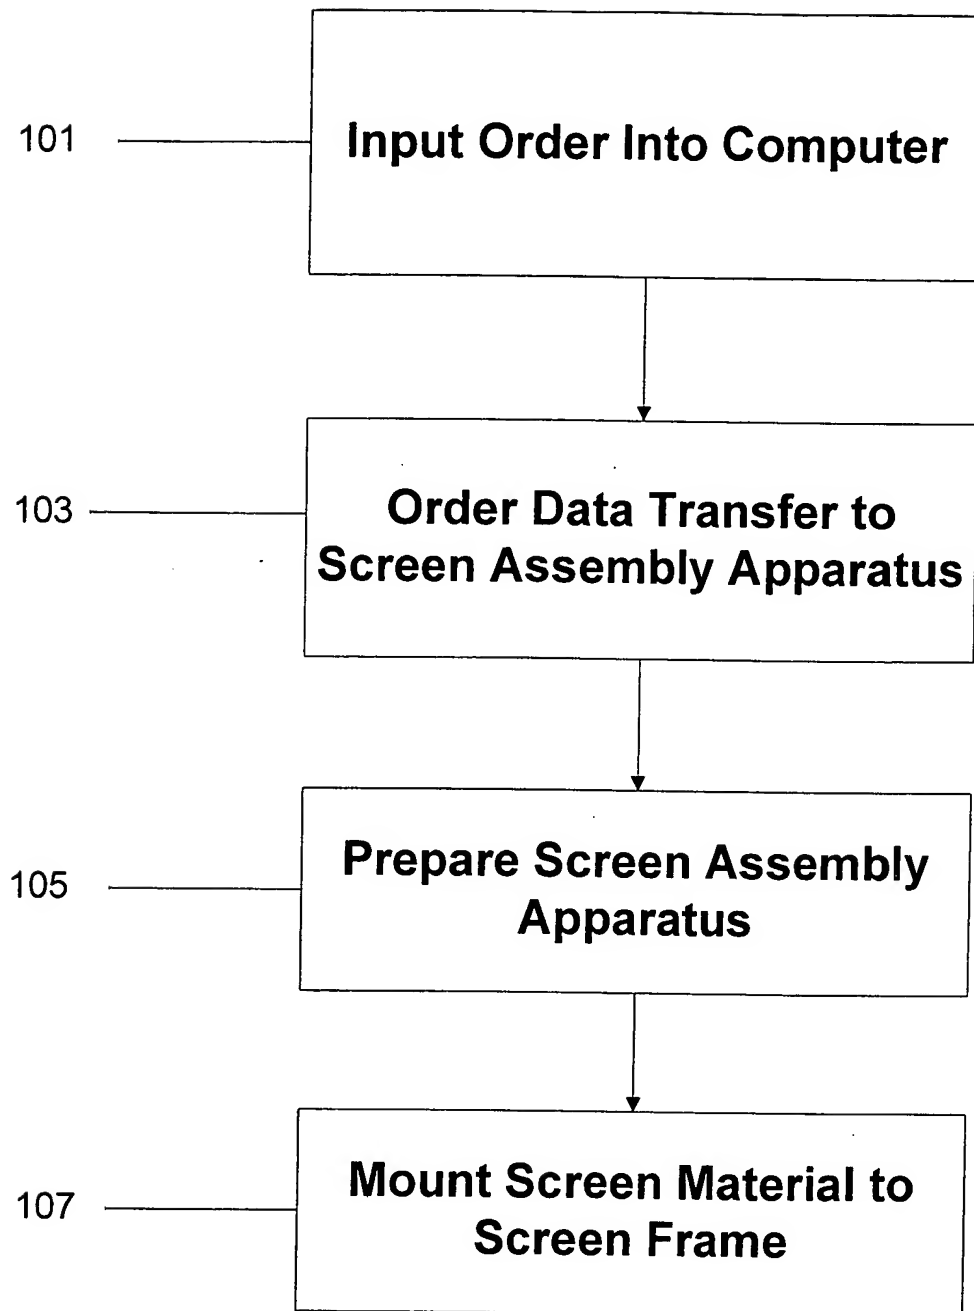 101
Input Order Into Computer
103
Order Data Transfer to
Screen Assembly Apparatus
105
Prepare Screen Assembly
Apparatus
107
Mount Screen Material to
Screen Frame